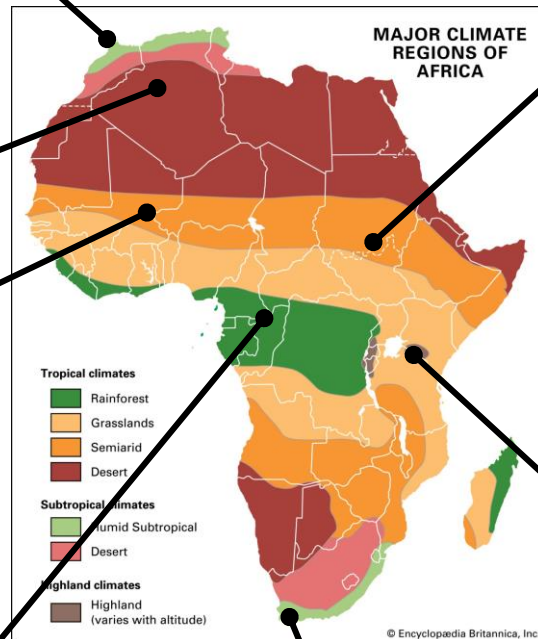 MAJOR CLIMATE
REGIONS OF
AFRICA
Tropical climates
Rainforest
Grasslands
Semiarid
Desert
Subtropical climates
Humid Subtropical
Desert
Highland climates
Highland
(varies with altitude)
© Encyclopædia Britannica, Inc